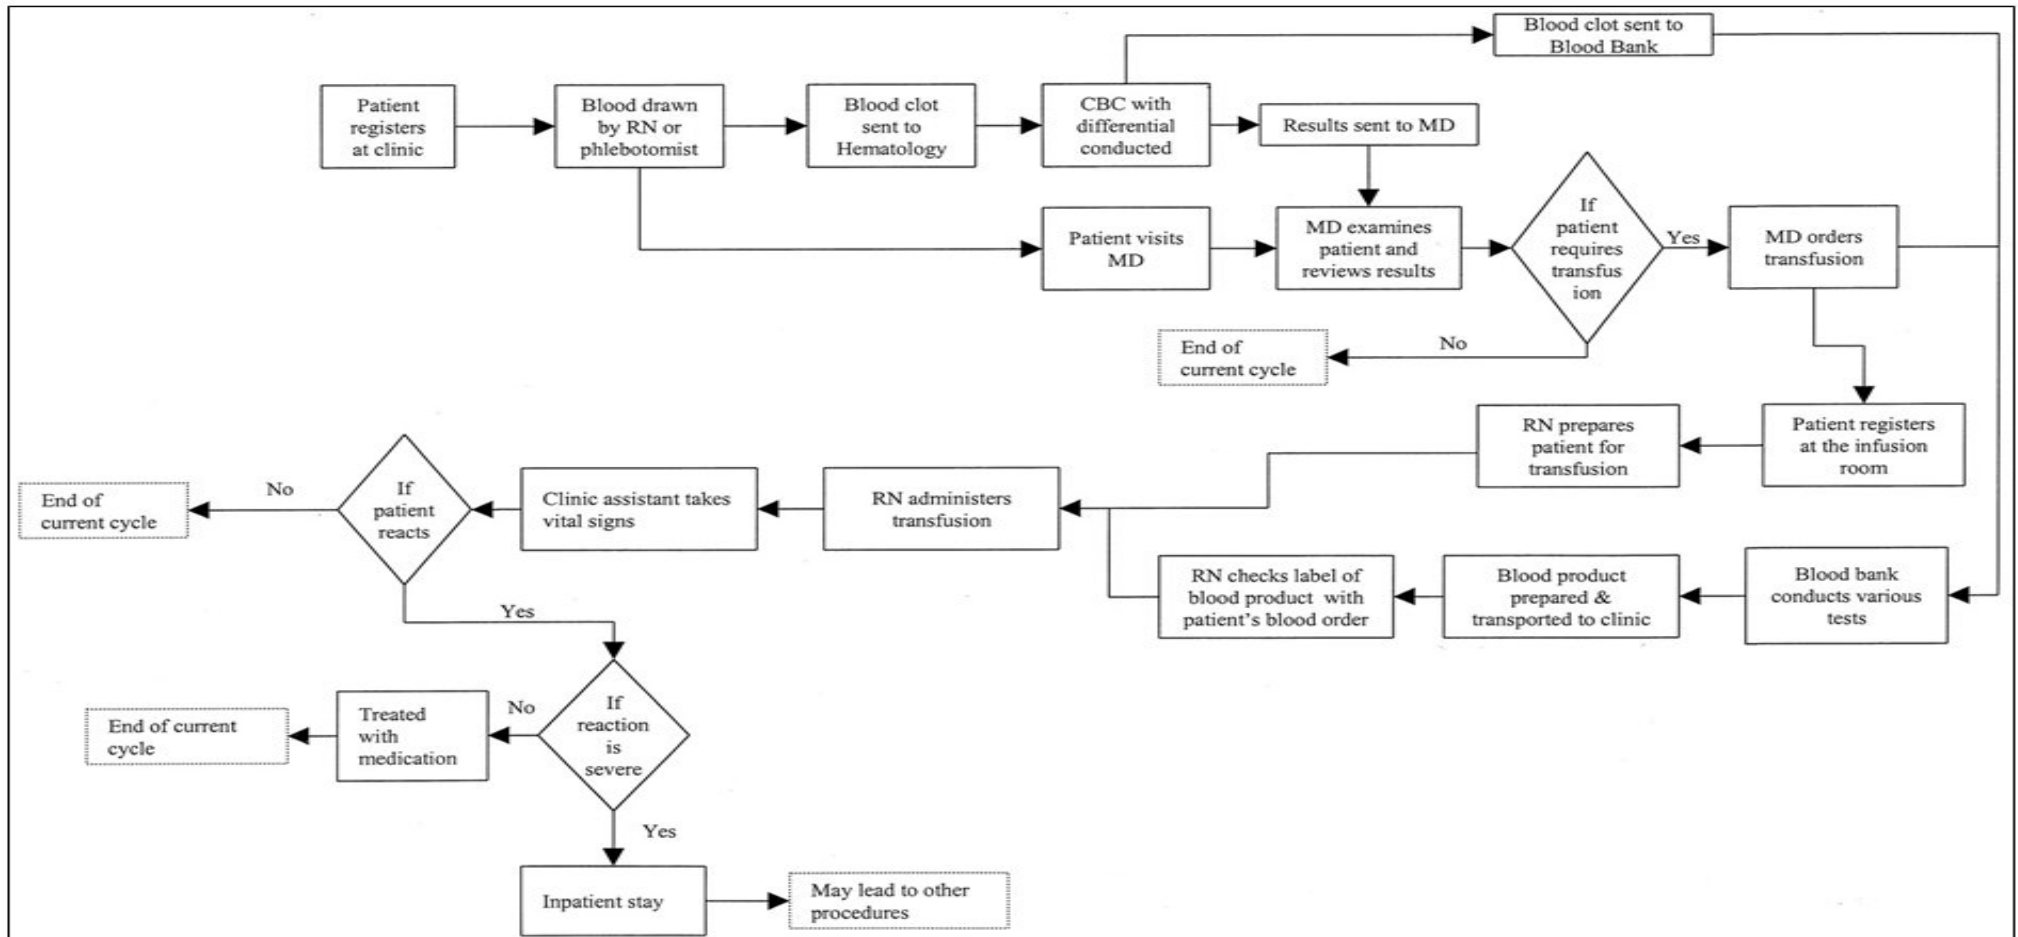 Blood clot sent to
Blood Bank
Patient
registers
at clinic
Blood drawn
by RN or
phlebotomist
Blood clot
sent to
Hematology
CBC with
differential
conducted
Results sent to MD
Patient visits
MD
MD examines
patient and
reviews results
If
patient
requires
transfus
ion
Yes
MD orders
transfusion
No
End of
current cycle
Patient registers
at the infusion
room
RN prepares
patient for
transfusion
RN administers
transfusion
Clinic assistant takes
vital signs
If
patient
reacts
No
End of
current cycle
Blood bank
conducts various
tests
Blood product
prepared &
transported to clinic
RN checks label of
blood product with
patient's blood order
Yes
If
reaction
is
severe
No
Treated
with
medication
End of current
cycle
Yes
Inpatient stay
May lead to other
procedures